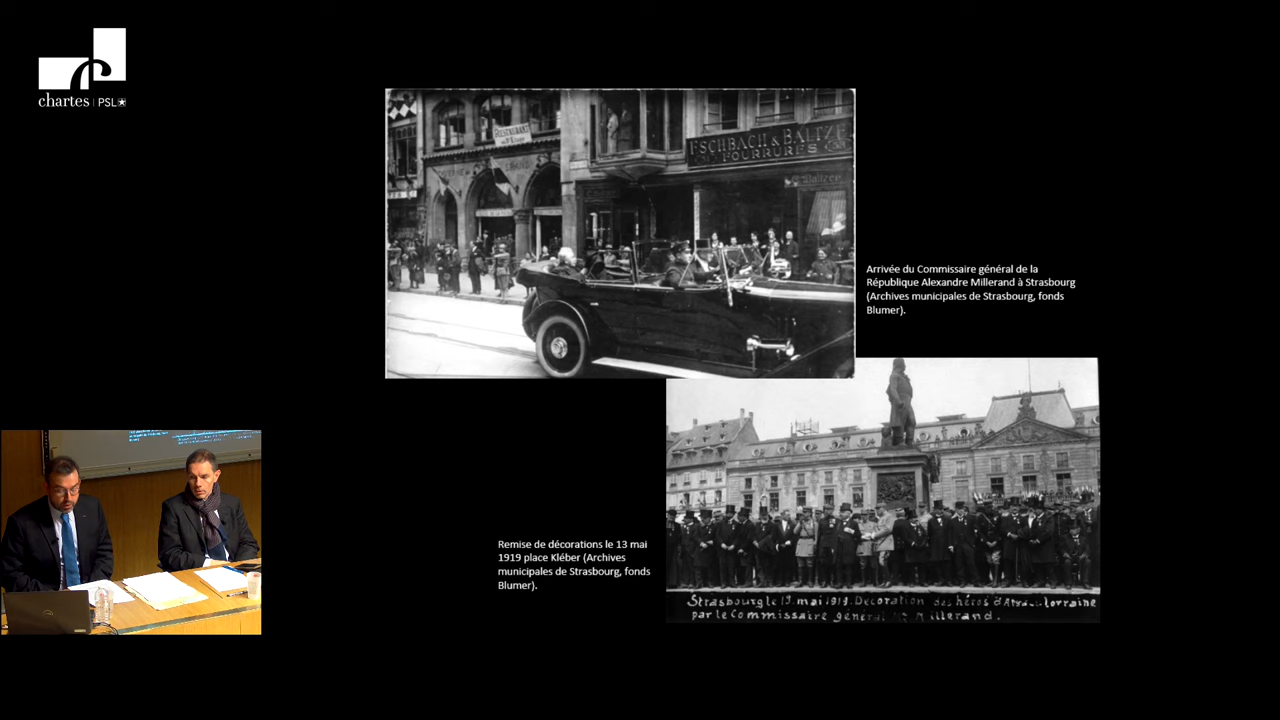 chartes | PSL
RESTAURANT
ESCHBACH & BALTZE
FOURRURES
Arrivée du Commissaire général de la
République Alexandre Millerand à Strasbourg
(Archives municipales de Strasbourg, fonds
Blumer).
Remise de décorations le 13 mai
1919 place Kléber (Archives
municipales de Strasbourg, fonds
Blumer).
Strasbourg le 13. mai 1919. Décoration des héros d'Alsace Lorraine
par le Commissaire général Mr Millerand.